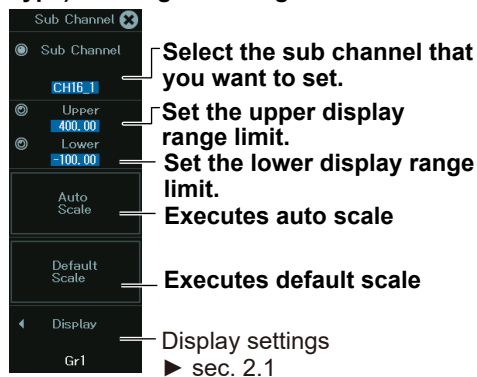 Sub Channel
Sub Channel
CH16_1
Select the sub channel that
you want to set.
Upper
400.00
Set the upper display
range limit.
Lower
-100.00
Set the lower display range
limit.
Auto
Scale
Executes auto scale
Default
Scale
Executes default scale
Display
Gr1
Display settings
► sec. 2.1